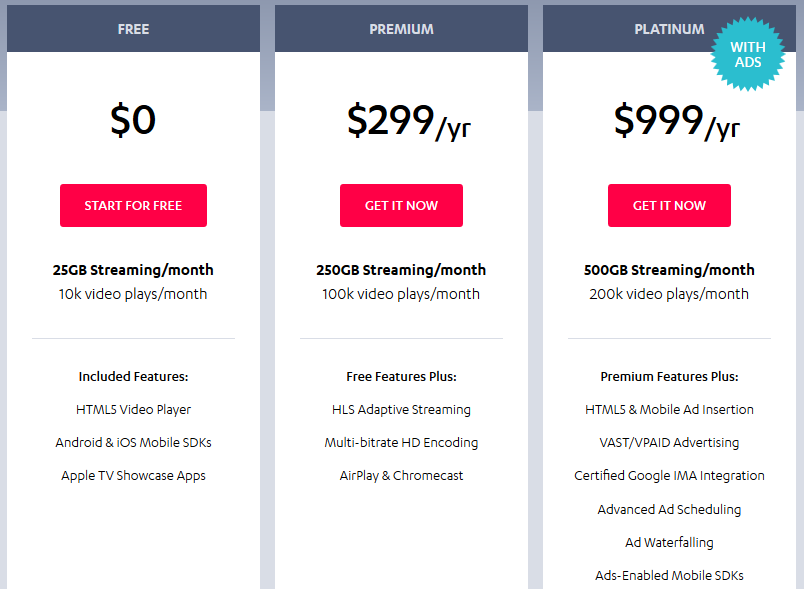 FREE
$0
START FOR FREE
25GB Streaming/month
10k video plays/month
Included Features:
HTML5 Video Player
Android & iOS Mobile SDKs
Apple TV Showcase Apps
PREMIUM
$299/yr
GET IT NOW
250GB Streaming/month
100k video plays/month
Free Features Plus:
HLS Adaptive Streaming
Multi-bitrate HD Encoding
AirPlay & Chromecast
PLATINUM
WITH
ADS
$999/yr
GET IT NOW
500GB Streaming/month
200k video plays/month
Premium Features Plus:
HTML5 & Mobile Ad Insertion
VAST/VPAID Advertising
Certified Google IMA Integration
Advanced Ad Scheduling
Ad Waterfalling
Ads-Enabled Mobile SDKs